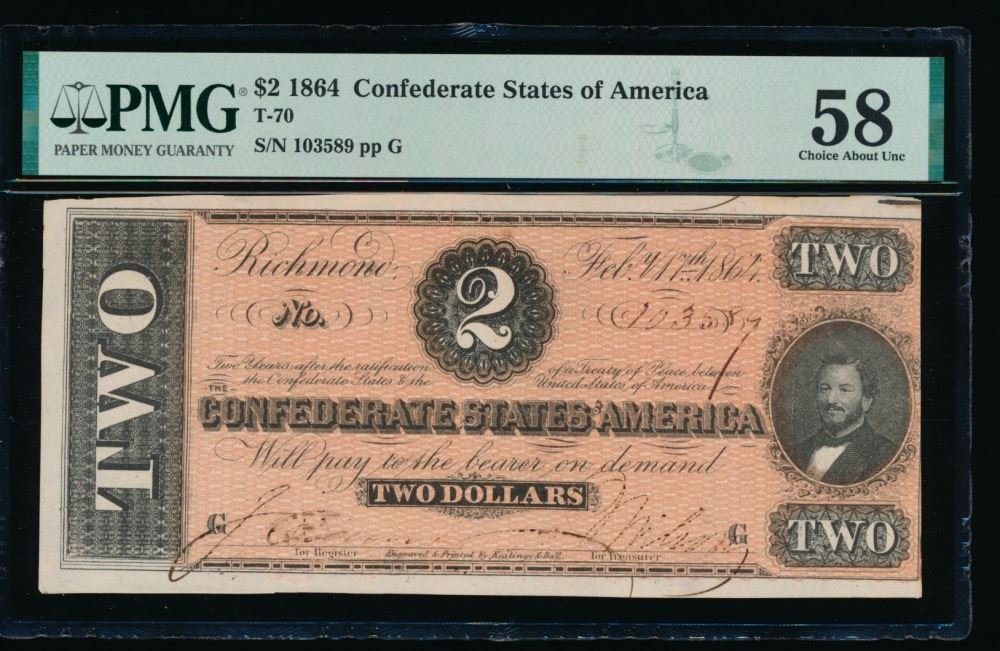 PMG®
PAPER MONEY GUARANTY
$2 1864 Confederate States of America
T-70
S/N 103589 pp G
58
Choice About Unc
TWO
Richmond,
2
Feb.y 17th 1864.
TWO
No.
103589
Two Years after the ratification of a Treaty of Peace between
the Confederate States & the United States of America
THE
CONFEDERATE STATES AMERICA
Will pay to the bearer on demand
TWO DOLLARS
G
G
TWO
for Register
Engraved & Printed by Keatinge & Ball.
for Treasurer